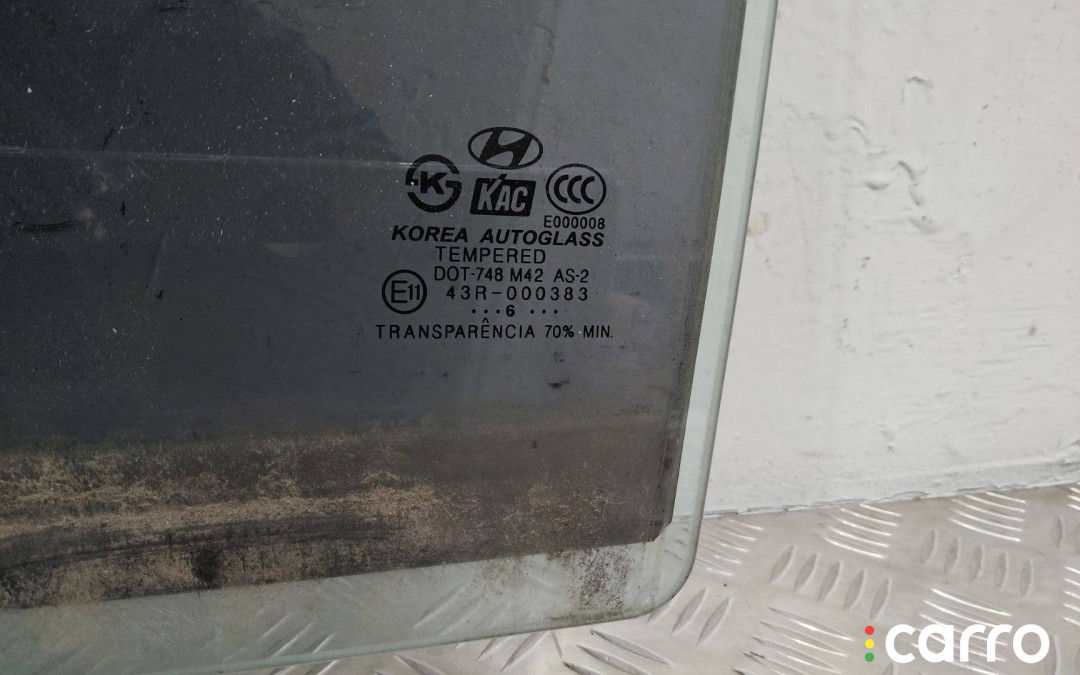 KAC
CCC
E000008
KOREA AUTOGLASS
TEMPERED
DOT-748 M42 AS-2
E11 43R-000383
...6 ...
TRANSPARÊNCIA 70% MIN.
carro